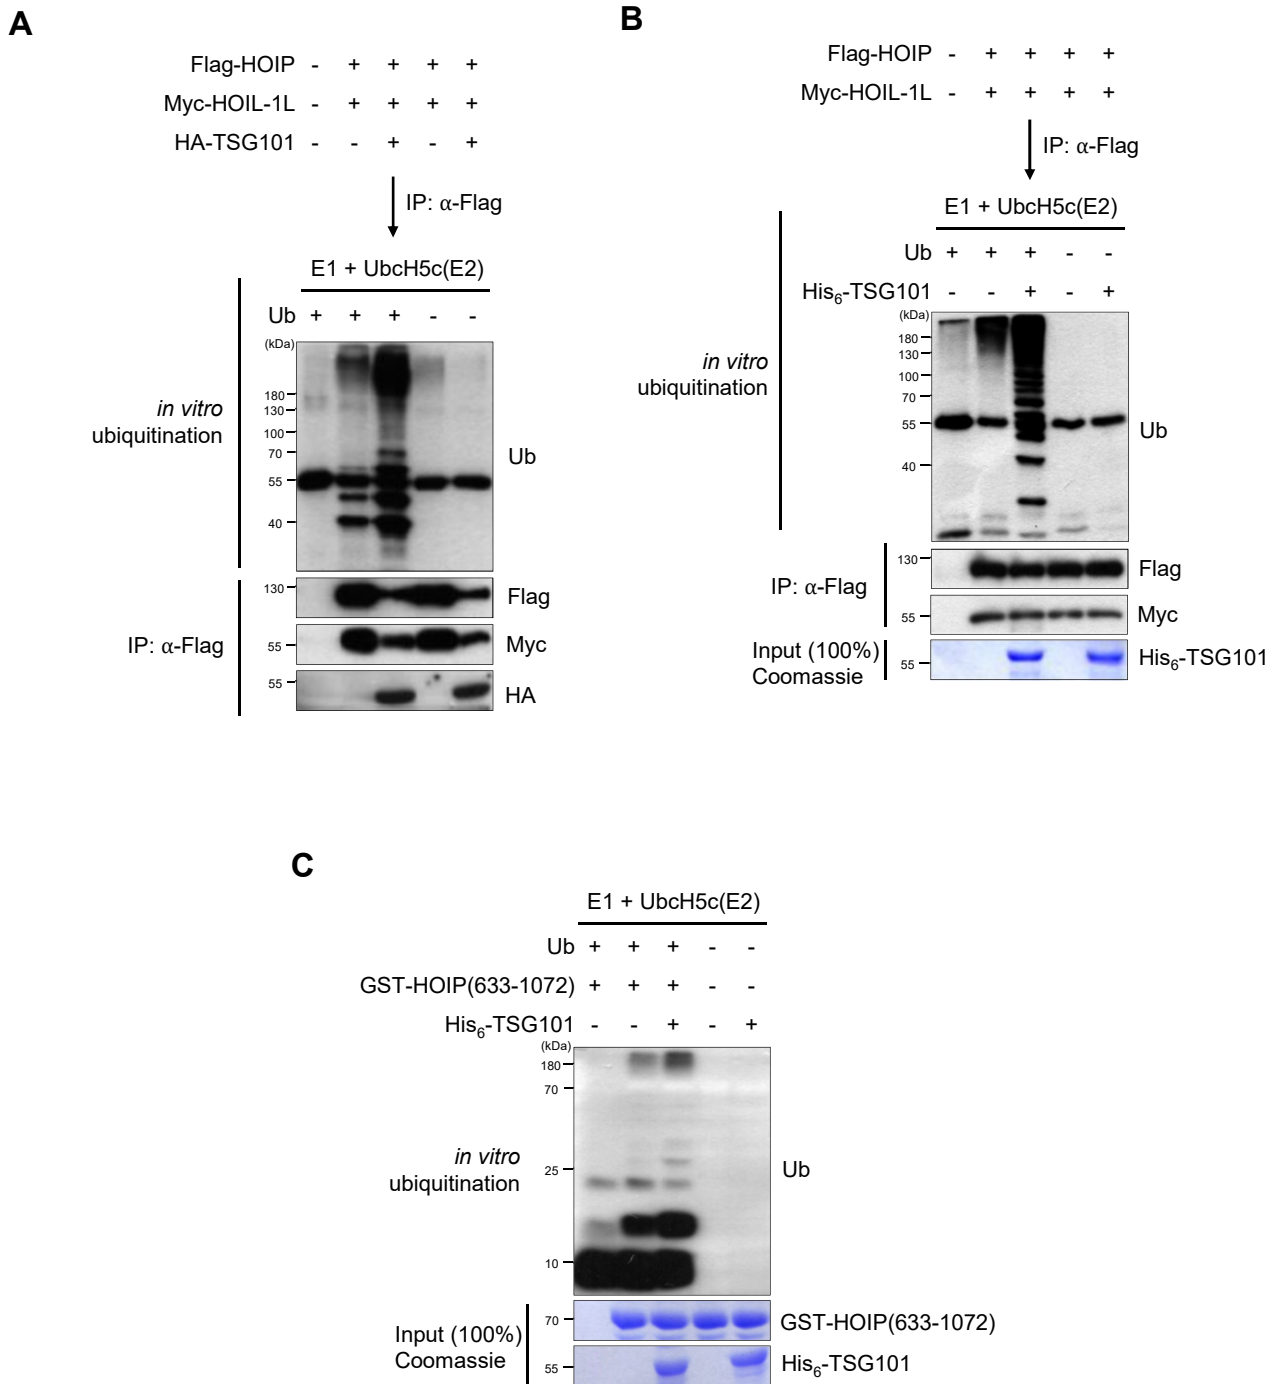 A
Flag-HOIP - + + + +
Myc-HOIL-1L - + + + +
HA-TSG101 - - + - +
IP: α-Flag
E1 + UbcH5c(E2)
Ub + + + - -
(kDa)
180
130
100
70
55
40
in vitro
ubiquitination
Ub
130
Flag
55
Myc
IP: α-Flag
55
HA
B
Flag-HOIP - + + + +
Myc-HOIL-1L - + + + +
IP: α-Flag
E1 + UbcH5c(E2)
Ub + + + - -
His6-TSG101 - - + - +
(kDa)
180
130
100
70
55
40
in vitro
ubiquitination
Ub
130
Flag
IP: α-Flag
55
Myc
Input (100%)
Coomassie
55
His6-TSG101
C
E1 + UbcH5c(E2)
Ub + + + - -
GST-HOIP(633-1072) + + + - -
His6-TSG101 - - + - +
(kDa)
180
70
25
10
in vitro
ubiquitination
Ub
70
GST-HOIP(633-1072)
Input (100%)
Coomassie
55
His6-TSG101